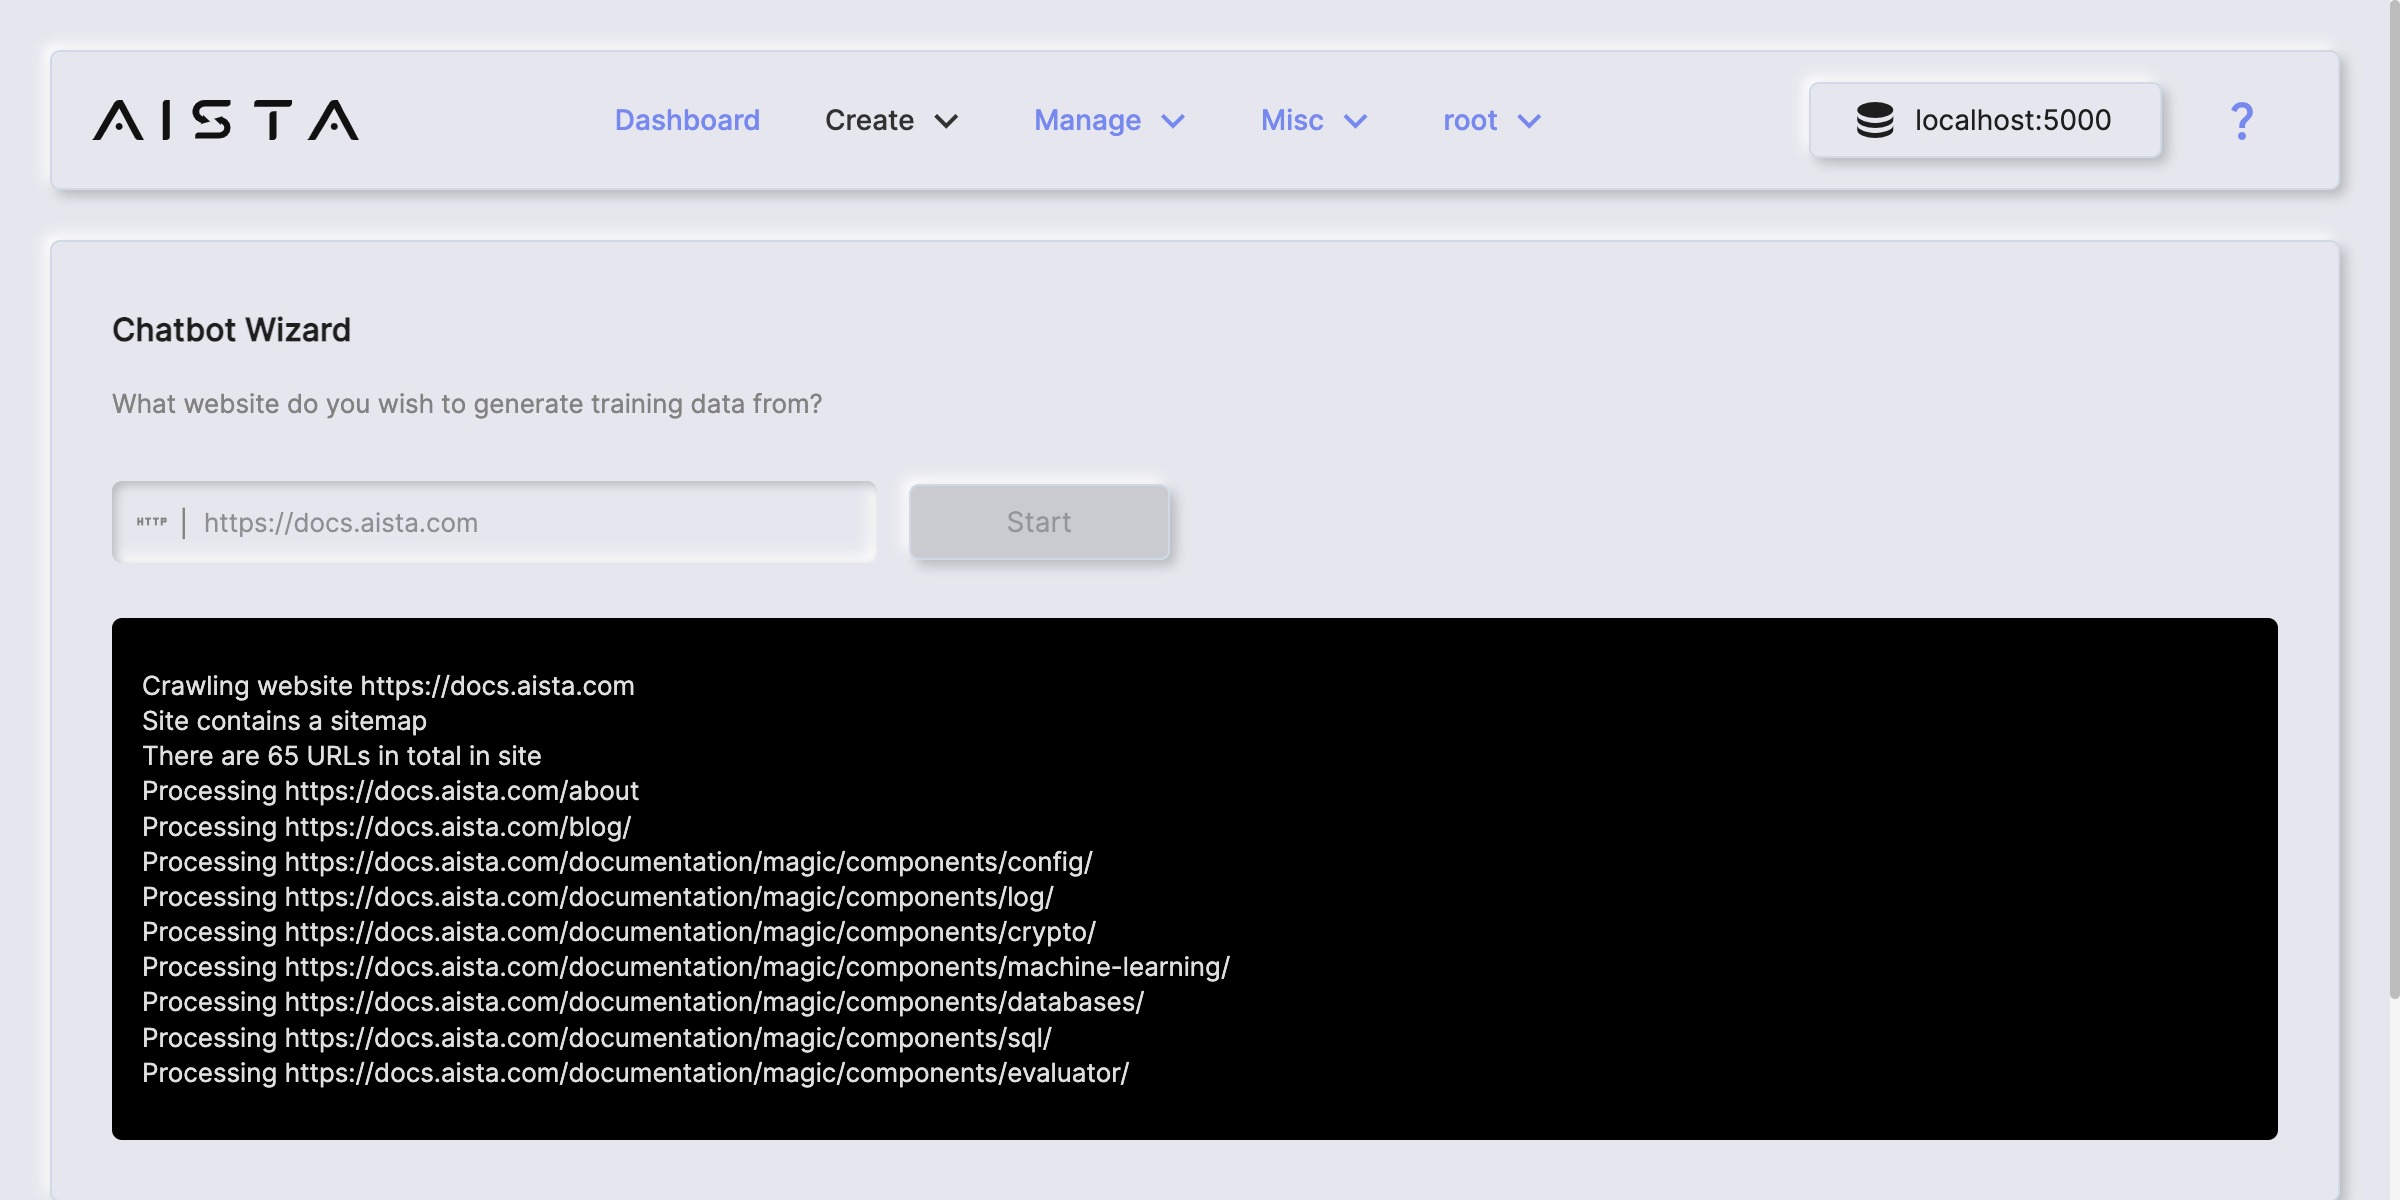 AISTA
Dashboard Create Manage Misc root localhost:5000 ?
Chatbot Wizard
What website do you wish to generate training data from?
HTTP https://docs.aista.com Start
Crawling website https://docs.aista.com
Site contains a sitemap
There are 65 URLs in total in site
Processing https://docs.aista.com/about
Processing https://docs.aista.com/blog/
Processing https://docs.aista.com/documentation/magic/components/config/
Processing https://docs.aista.com/documentation/magic/components/log/
Processing https://docs.aista.com/documentation/magic/components/crypto/
Processing https://docs.aista.com/documentation/magic/components/machine-learning/
Processing https://docs.aista.com/documentation/magic/components/databases/
Processing https://docs.aista.com/documentation/magic/components/sql/
Processing https://docs.aista.com/documentation/magic/components/evaluator/